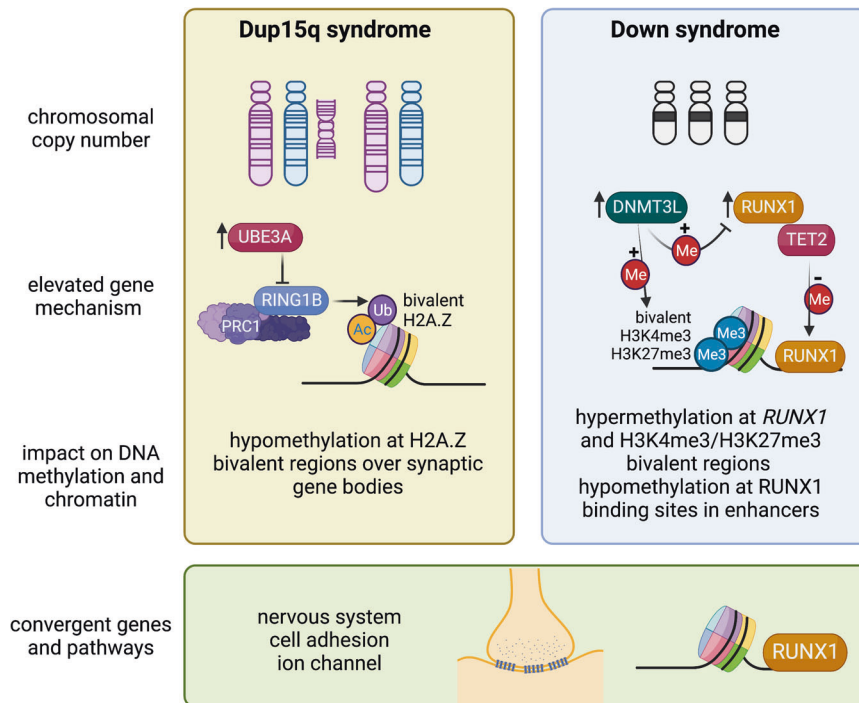 Dup15q syndrome
Down syndrome
chromosomal
copy number
elevated gene
mechanism
UBE3A
RING1B
PRC1
Ub
Ac
bivalent
H2A.Z
DNMT3L
RUNX1
TET2
+
Me
+
Me
-
Me
bivalent
H3K4me3
H3K27me3
Me3
Me3
RUNX1
impact on DNA
methylation and
chromatin
hypomethylation at H2A.Z
bivalent regions over synaptic
gene bodies
hypermethylation at RUNX1
and H3K4me3/H3K27me3
bivalent regions
hypomethylation at RUNX1
binding sites in enhancers
convergent genes
and pathways
nervous system
cell adhesion
ion channel
RUNX1